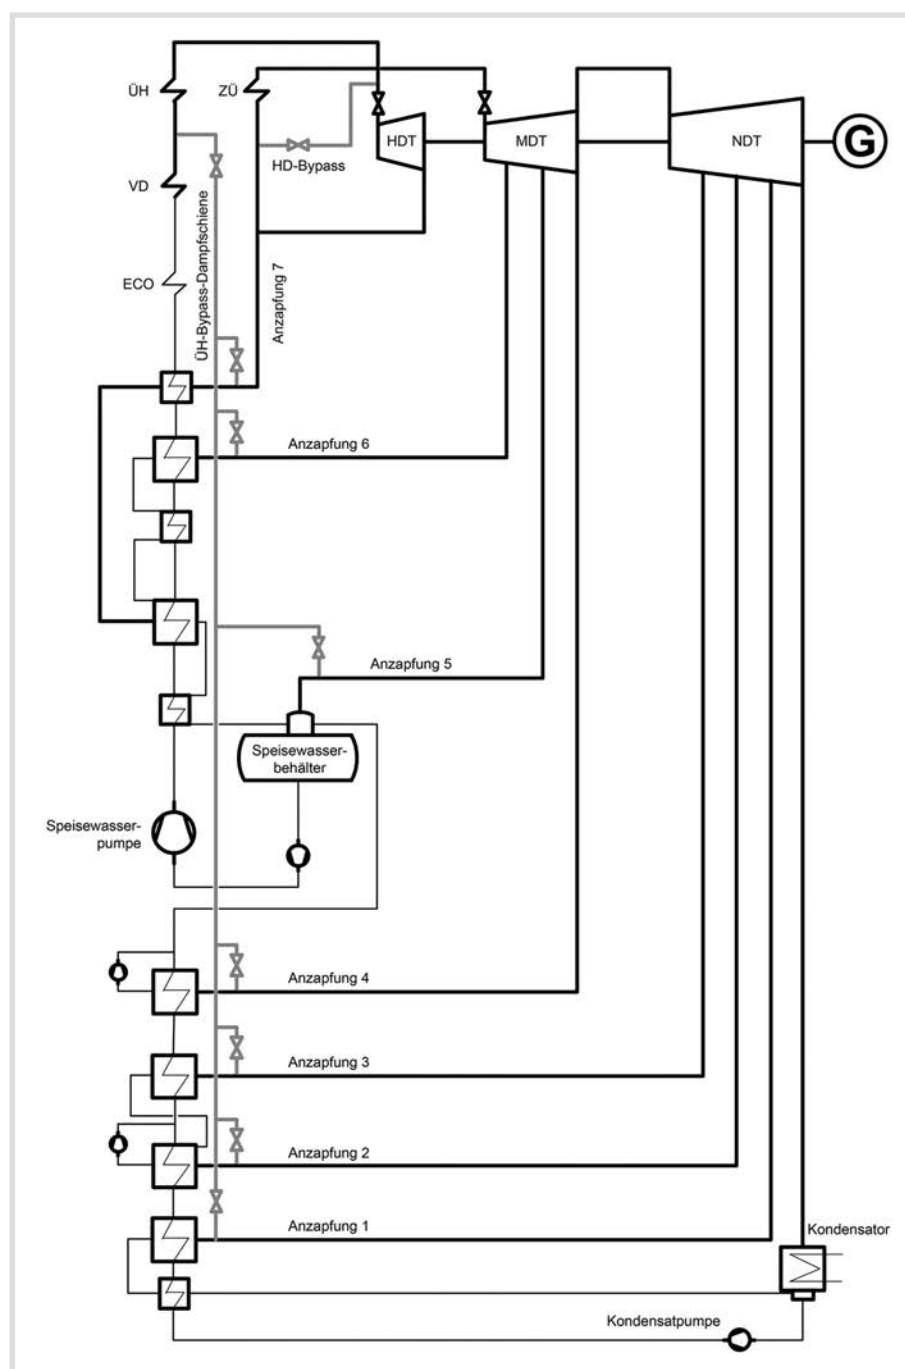 ÜH
ZÜ
HDT
MDT
NDT
G
HD-Bypass
VD
ÜH-Bypass-Dampfschiene
ECO
Anzapfung 7
Anzapfung 6
Anzapfung 5
Speisewasser-
behälter
Speisewasser-
pumpe
Anzapfung 4
Anzapfung 3
Anzapfung 2
Anzapfung 1
Kondensator
Kondensatpumpe